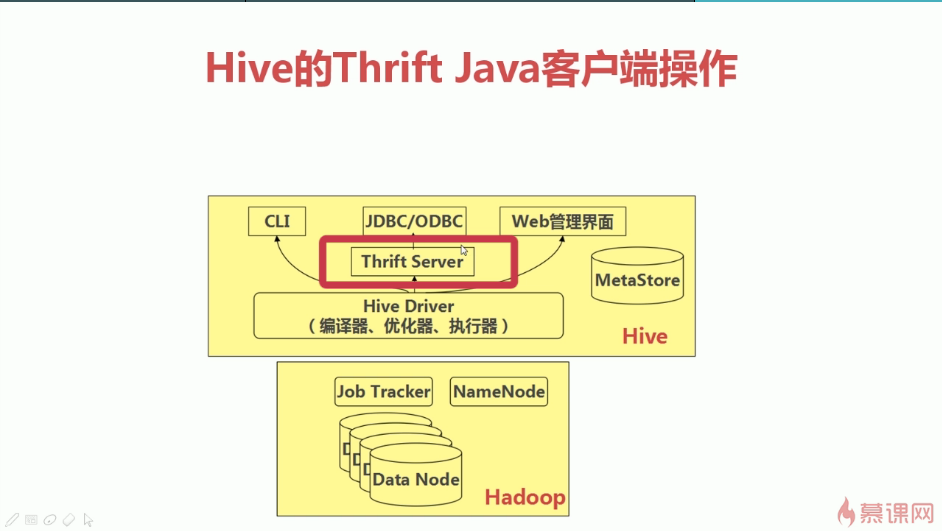 Hive的Thrift Java客户端操作
CLI
JDBC/ODBC
Web管理界面
Thrift Server
MetaStore
Hive Driver
（编译器、优化器、执行器）
Hive
Job Tracker
NameNode
D
D
D
Data Node
Hadoop
慕课网